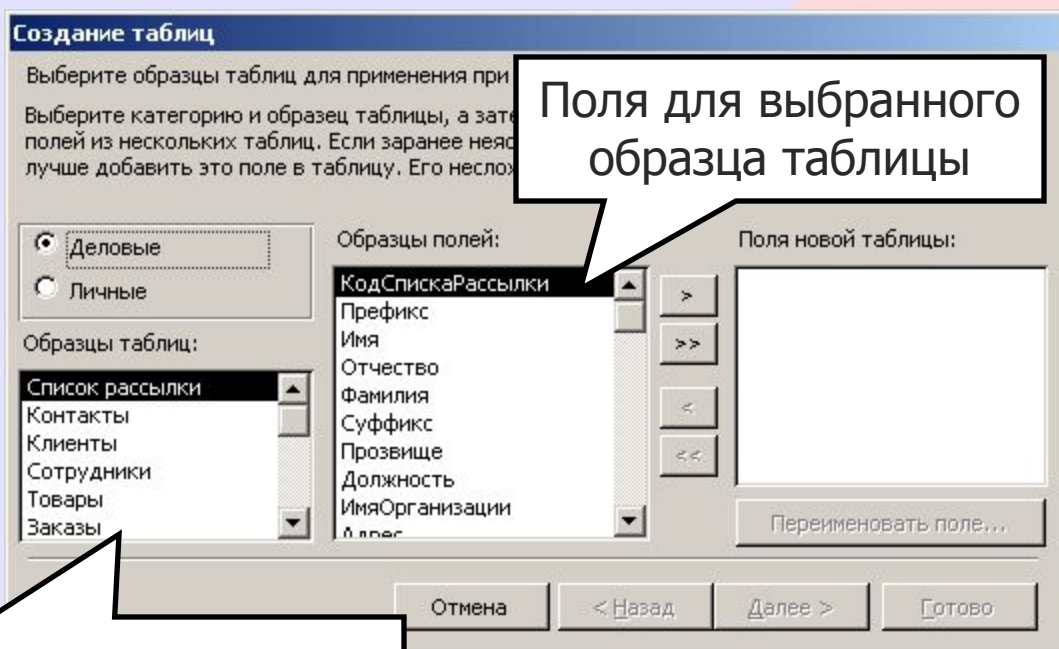 Создание таблиц
Выберите образцы таблиц для применения при
Выберите категорию и образец таблицы, а зате
полей из нескольких таблиц. Если заранее неяс
лучше добавить это поле в таблицу. Его неслож
Поля для выбранного
образца таблицы
Деловые
Личные
Образцы таблиц:
Список рассылки
Контакты
Клиенты
Сотрудники
Товары
Заказы
Образцы полей:
КодСпискаРассылки
Префикс
Имя
Отчество
Фамилия
Суффикс
Прозвище
Должность
ИмяОрганизации
Адрес
>
>>
<
<<
Поля новой таблицы:
Переименовать поле...
Отмена
< Назад
Далее >
Готово